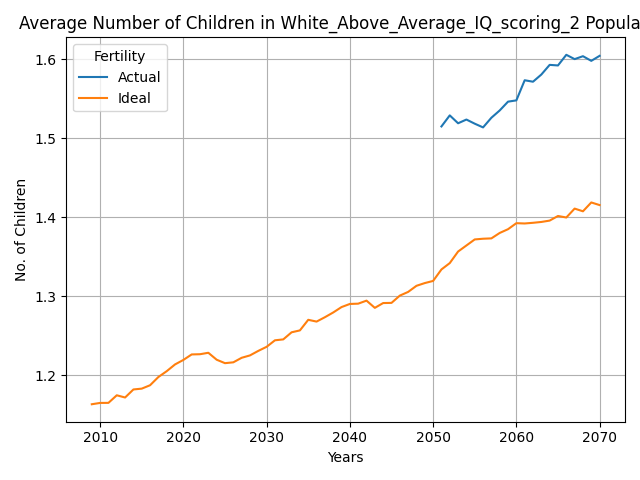 Average Number of Children in White_Above_Average_IQ_scoring_2 Popula
Fertility
Actual
Ideal
No. of Children
1.6
1.5
1.4
1.3
1.2
2010 2020 2030 2040 2050 2060 2070
Years